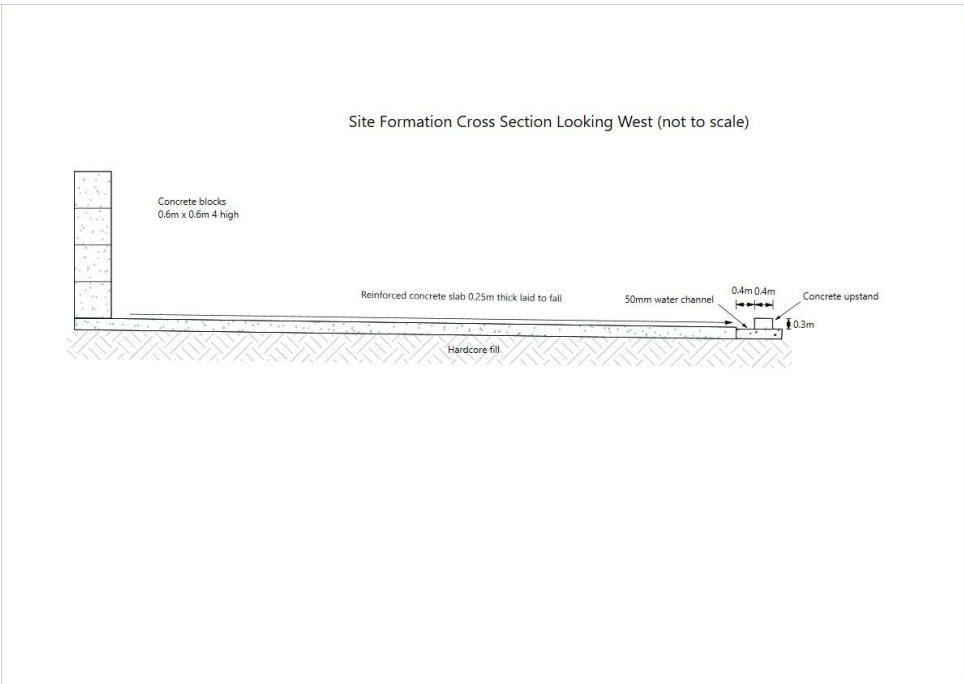 Site Formation Cross Section Looking West (not to scale)
Concrete blocks
0.6m x 0.6m 4 high
Reinforced concrete slab 0.25m thick laid to fall
50mm water channel
0.4m 0.4m
Concrete upstand
0.3m
Hardcore fill